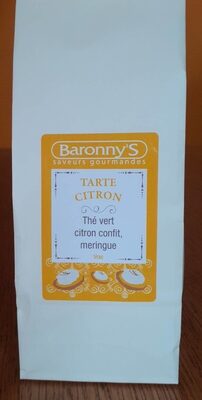 Baronny'S
saveurs gourmandes
TARTE
CITRON
Thé vert
citron confit,
meringue